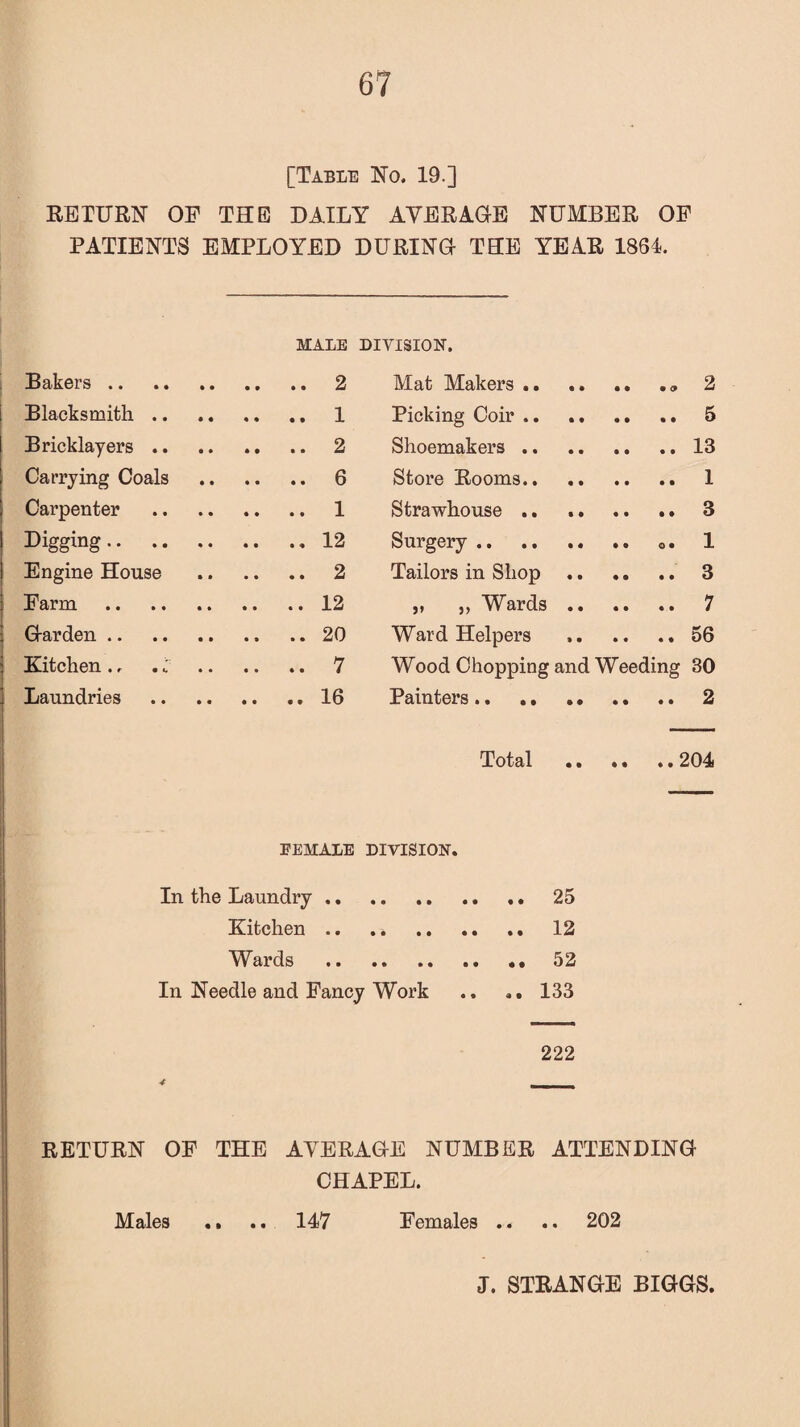 67
[Table No. 19.]
RETURN OF THE DAILY AVERAGE NUMBER OF
PATIENTS EMPLOYED DURING THE YEAR 1864.
MALE DIVISION.
Bakers .. .. .. .. .. 2
Blacksmith .. .. .. .. 1
Bricklayers .. .. .. .. 2
Carrying Coals .. .. .. 6
Carpenter .. .. .. .. 1
Digging .. .. .. .. .. 12
Engine House .. .. .. 2
Farm .. .. .. .. .. 12
Garden .. .. .. .. .. 20
Kitchen .. .. .. .. .. 7
Laundries .. .. .. .. 16
Mat Makers .. .. .. .. 2
Picking Coir .. .. .. .. 5
Shoemakers .. .. .. .. 13
Store Rooms.. .. .. .. 1
Strawhouse .. .. .. .. 3
Surgery .. .. .. .. .. 1
Tailors in Shop .. .. .. 3
„ „ Wards .. .. .. 7
Ward Helpers .. .. .. 56
Wood Chopping and Weeding 30
Painters .. .. .. .. .. 2
Total .. .. .. 204
FEMALE DIVISION.
In the Laundry .. .. .. .. .. 25
Kitchen .. .. .. .. .. 12
Wards .. .. .. .. .. 52
In Needle and Fancy Work .. .. 133
222
RETURN OF THE AVERAGE NUMBER ATTENDING
CHAPEL.
Males .. .. 147 Females .. .. 202
J. STRANGE BIGGS.